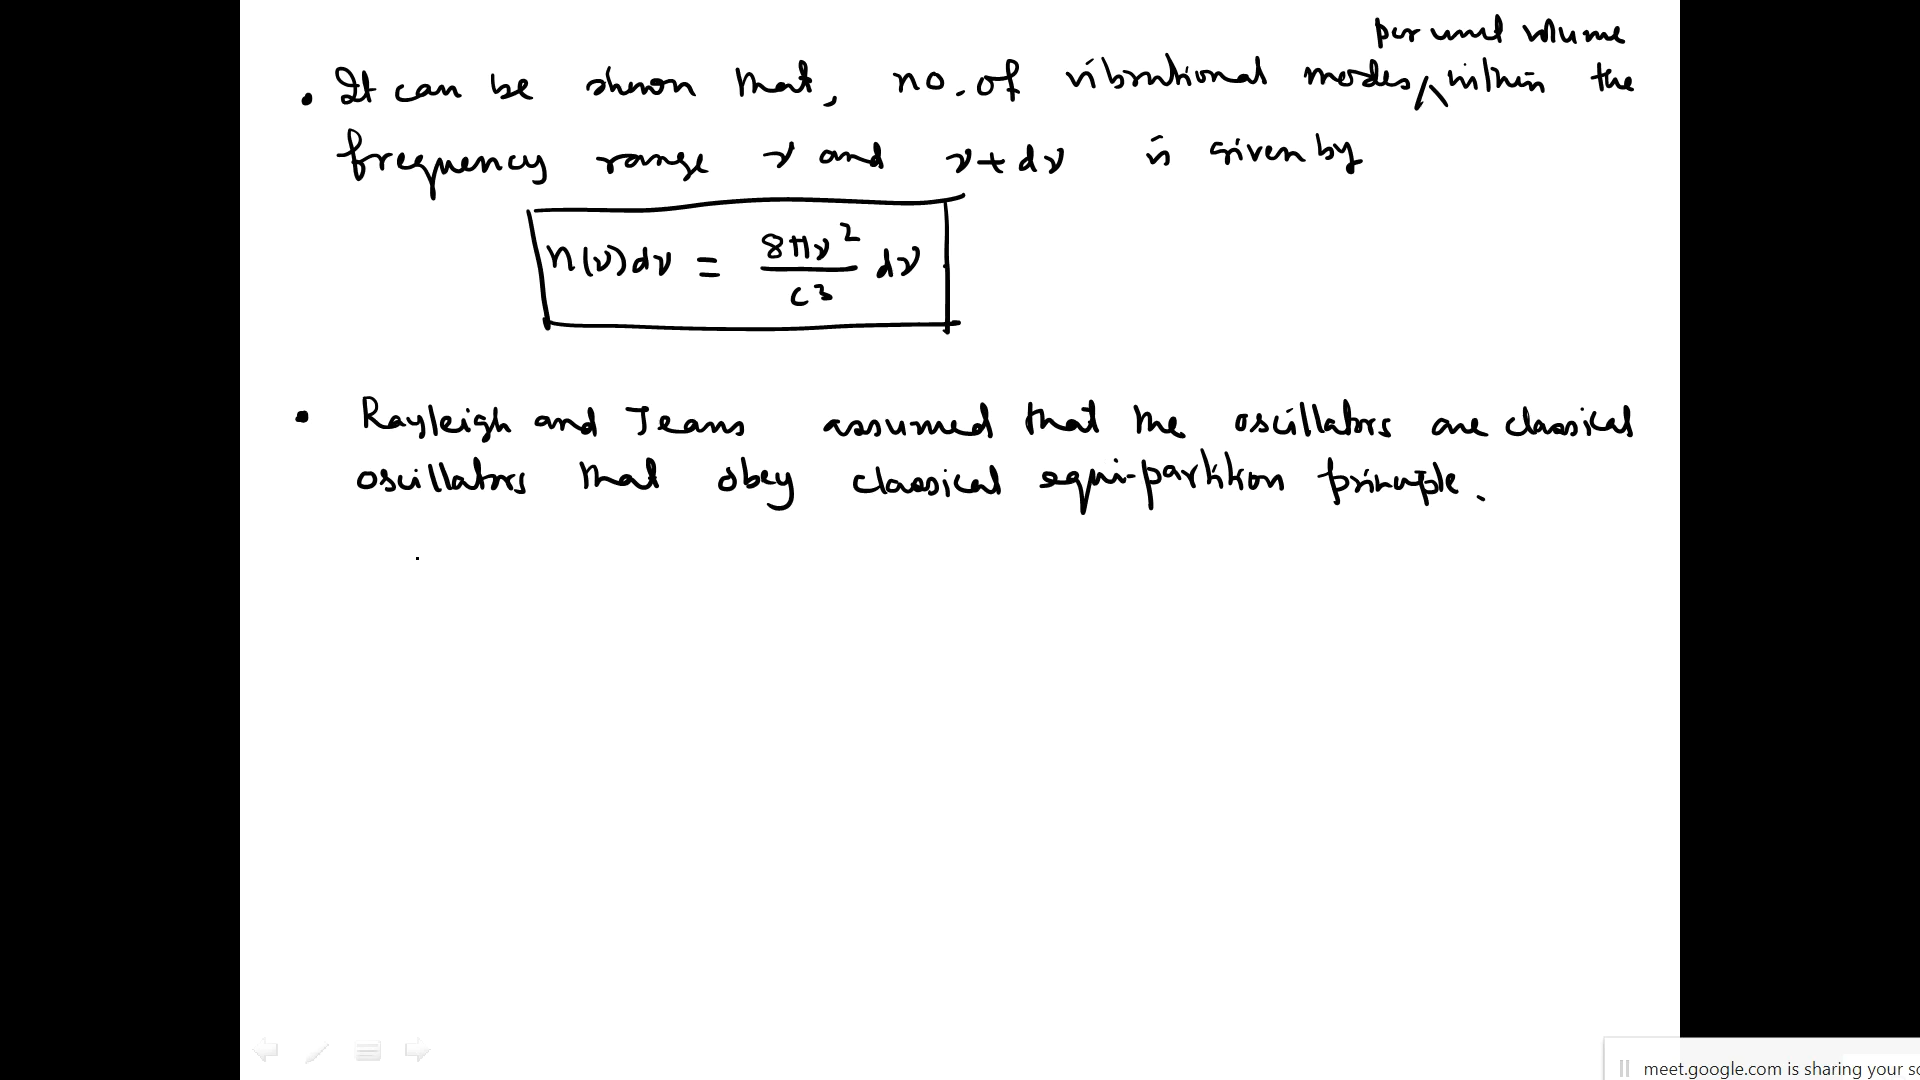 per unit volume
• It can be shown that, no. of vibrational modes/\within the
frequency range ν and ν+dν is given by
n(ν)dν = 8πν²/c³ dν
• Rayleigh and Jeans assumed that the oscillators are classical
oscillators that obey classical equi-partition principle.
meet.google.com is sharing your sc